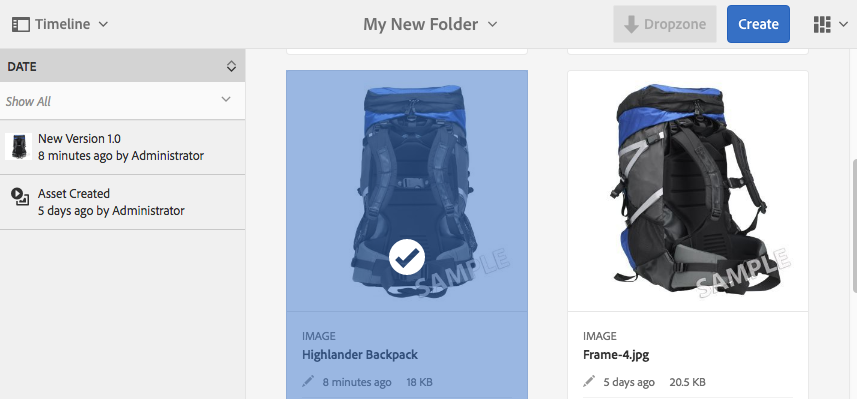 Timeline
My New Folder
Dropzone
Create
DATE
Show All
New Version 1.0
8 minutes ago by Administrator
Asset Created
5 days ago by Administrator
SAMPLE
IMAGE
Highlander Backpack
8 minutes ago 18 KB
SAMPLE
IMAGE
Frame-4.jpg
5 days ago 20.5 KB